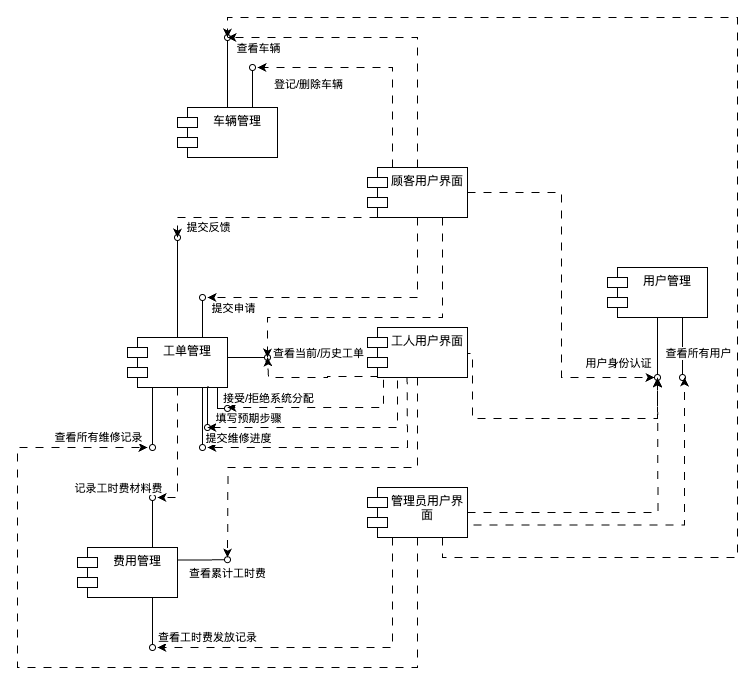 查看车辆
登记/删除车辆
车辆管理
顾客用户界面
提交反馈
用户管理
提交申请
工单管理
查看当前/历史工单
工人用户界面
用户身份认证
查看所有用户
接受/拒绝系统分配
填写预期步骤
提交维修进度
查看所有维修记录
记录工时费材料费
管理员用户界
面
费用管理
查看累计工时费
查看工时费发放记录